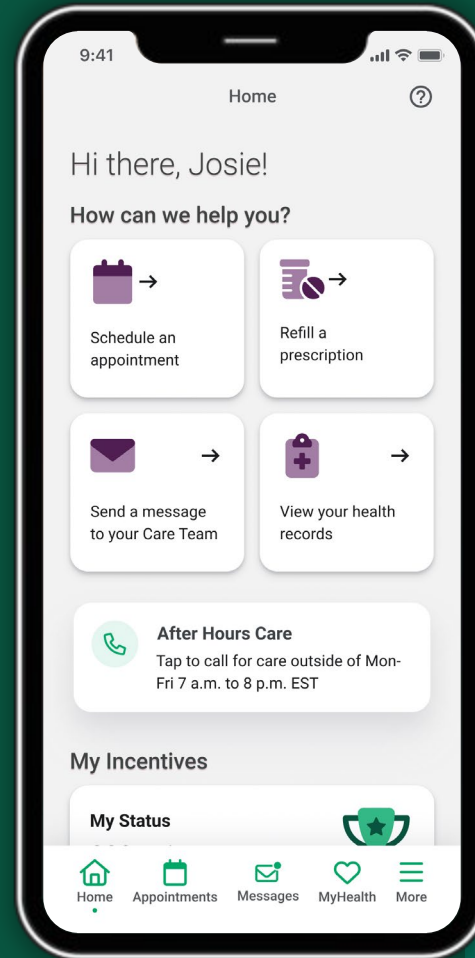 9:41
Home
Hi there, Josie!
How can we help you?
Schedule an
appointment
Refill a
prescription
Send a message
to your Care Team
View your health
records
After Hours Care
Tap to call for care outside of Mon-
Fri 7 a.m. to 8 p.m. EST
My Incentives
My Status
Home
Appointments
Messages
MyHealth
More